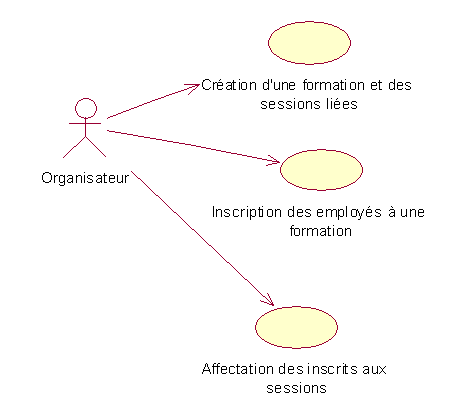 Création d'une formation et des
sessions liées
Organisateur
Inscription des employés à une
formation
Affectation des inscrits aux
sessions